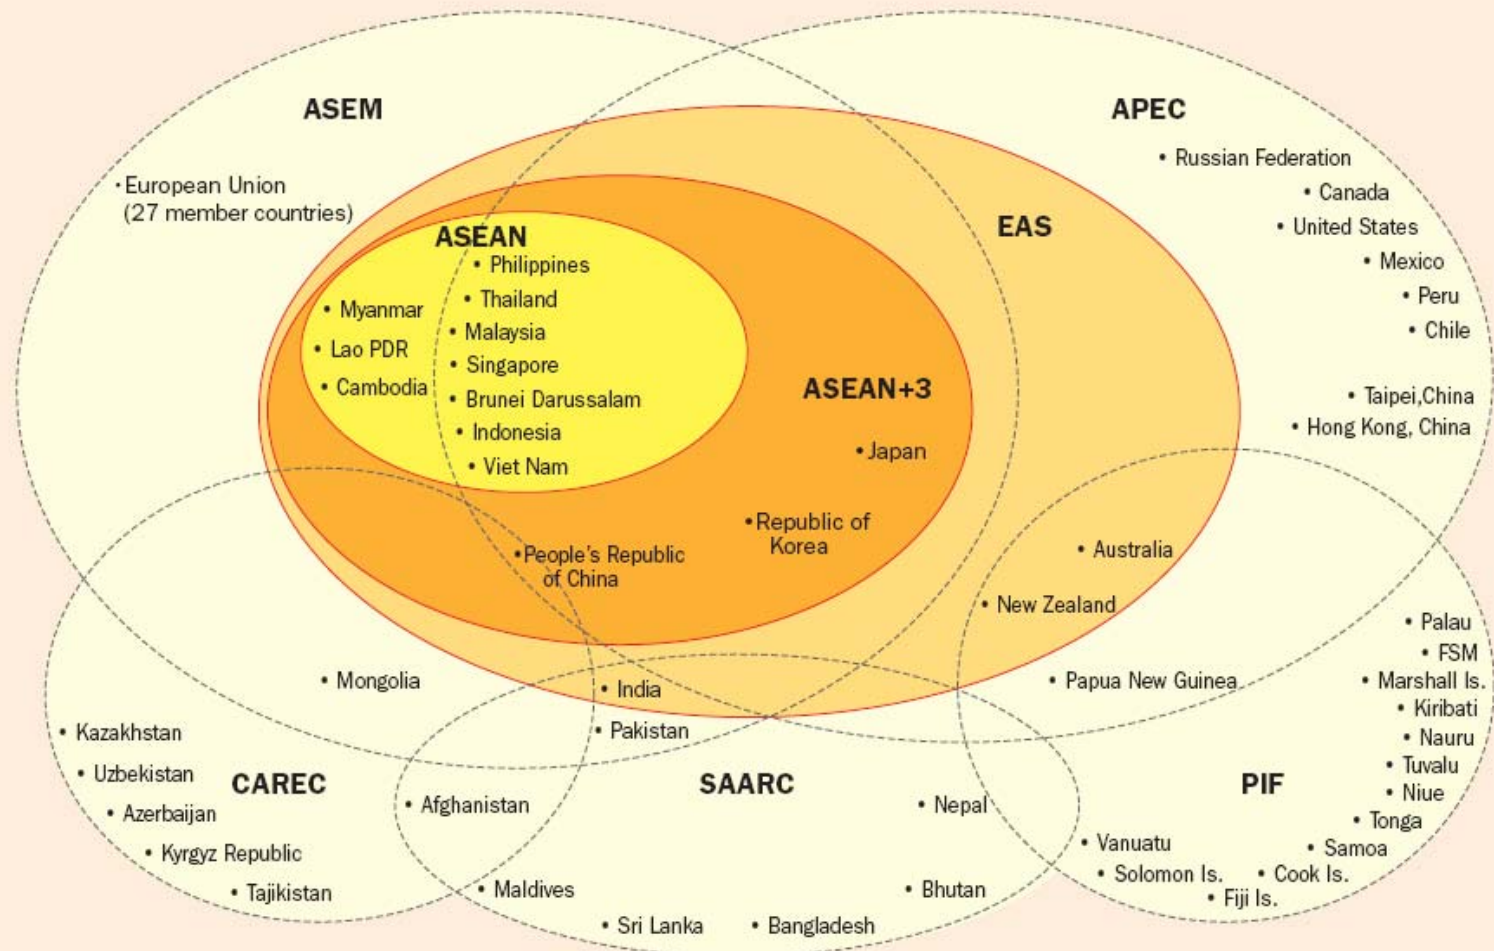 ASEM
APEC
• Russian Federation
• European Union
(27 member countries)
• Canada
EAS
• United States
ASEAN
• Mexico
• Philippines
• Peru
• Thailand
• Myanmar
• Chile
• Malaysia
• Lao PDR
• Singapore
• Cambodia
ASEAN+3
• Taipei,China
• Brunei Darussalam
• Hong Kong, China
• Indonesia
• Japan
• Viet Nam
• Republic of
Korea
• People's Republic
of China
• Australia
• New Zealand
• Palau
• FSM
• Mongolia
• India
• Papua New Guinea
• Marshall Is.
• Kiribati
• Kazakhstan
• Pakistan
• Nauru
• Uzbekistan
CAREC
SAARC
PIF
• Tuvalu
• Niue
• Azerbaijan
• Afghanistan
• Nepal
• Tonga
• Kyrgyz Republic
• Vanuatu
• Samoa
• Tajikistan
• Maldives
• Bhutan
• Solomon Is.
• Cook Is.
• Fiji Is.
• Sri Lanka
• Bangladesh